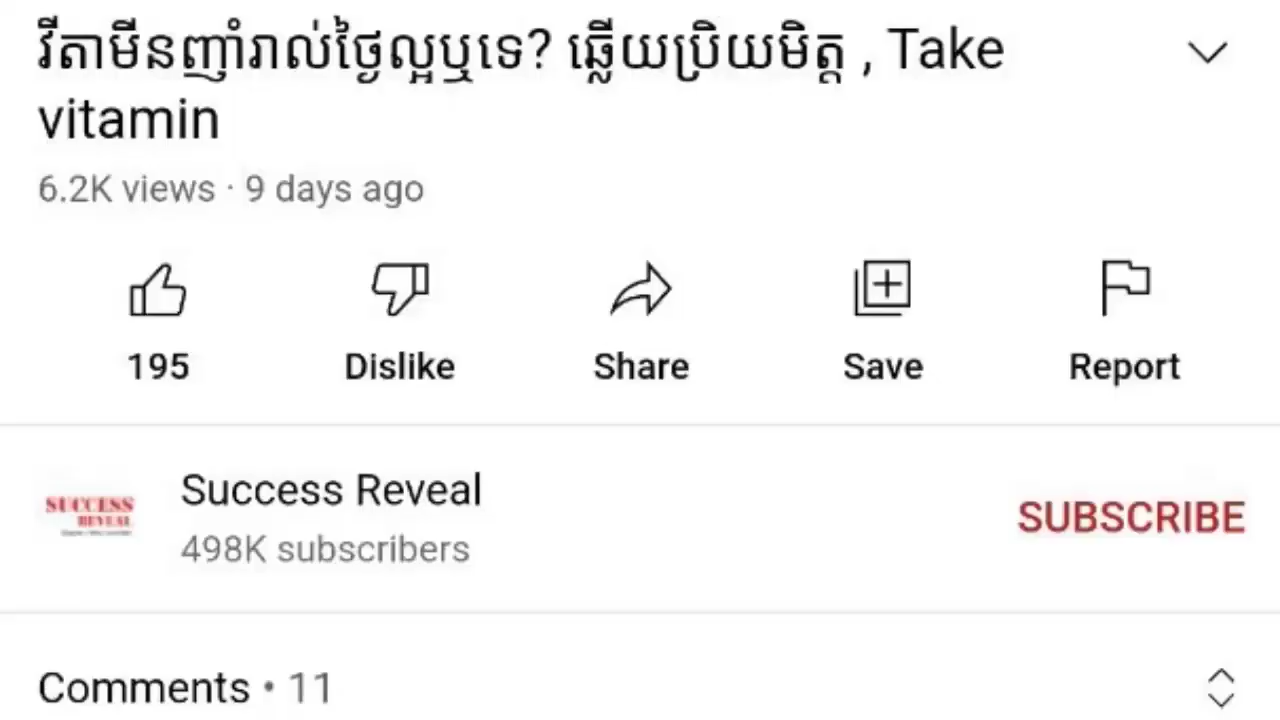 វីតាមីនញ៉ាំរាល់ថ្ងៃល្អឬទេ? ឆ្លើយប្រិយមិត្ត , Take
vitamin
6.2K views · 9 days ago
195 Dislike Share Save Report
SUCCESS
REVEAL
Success Reveal
498K subscribers
SUBSCRIBE
Comments • 11